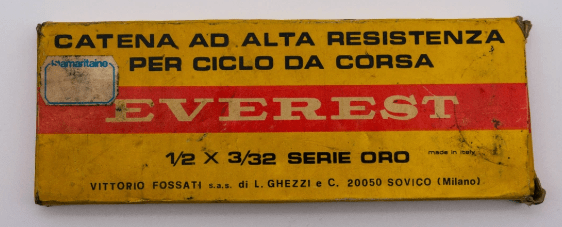 CATENA AD ALTA RESISTENZA
PER CICLO DA CORSA
samaritaine
EVEREST
1/2 X 3/32 SERIE ORO
made in Italy
VITTORIO FOSSATI s.a.s. di L. GHEZZI e C. 20050 SOVICO (Milano)